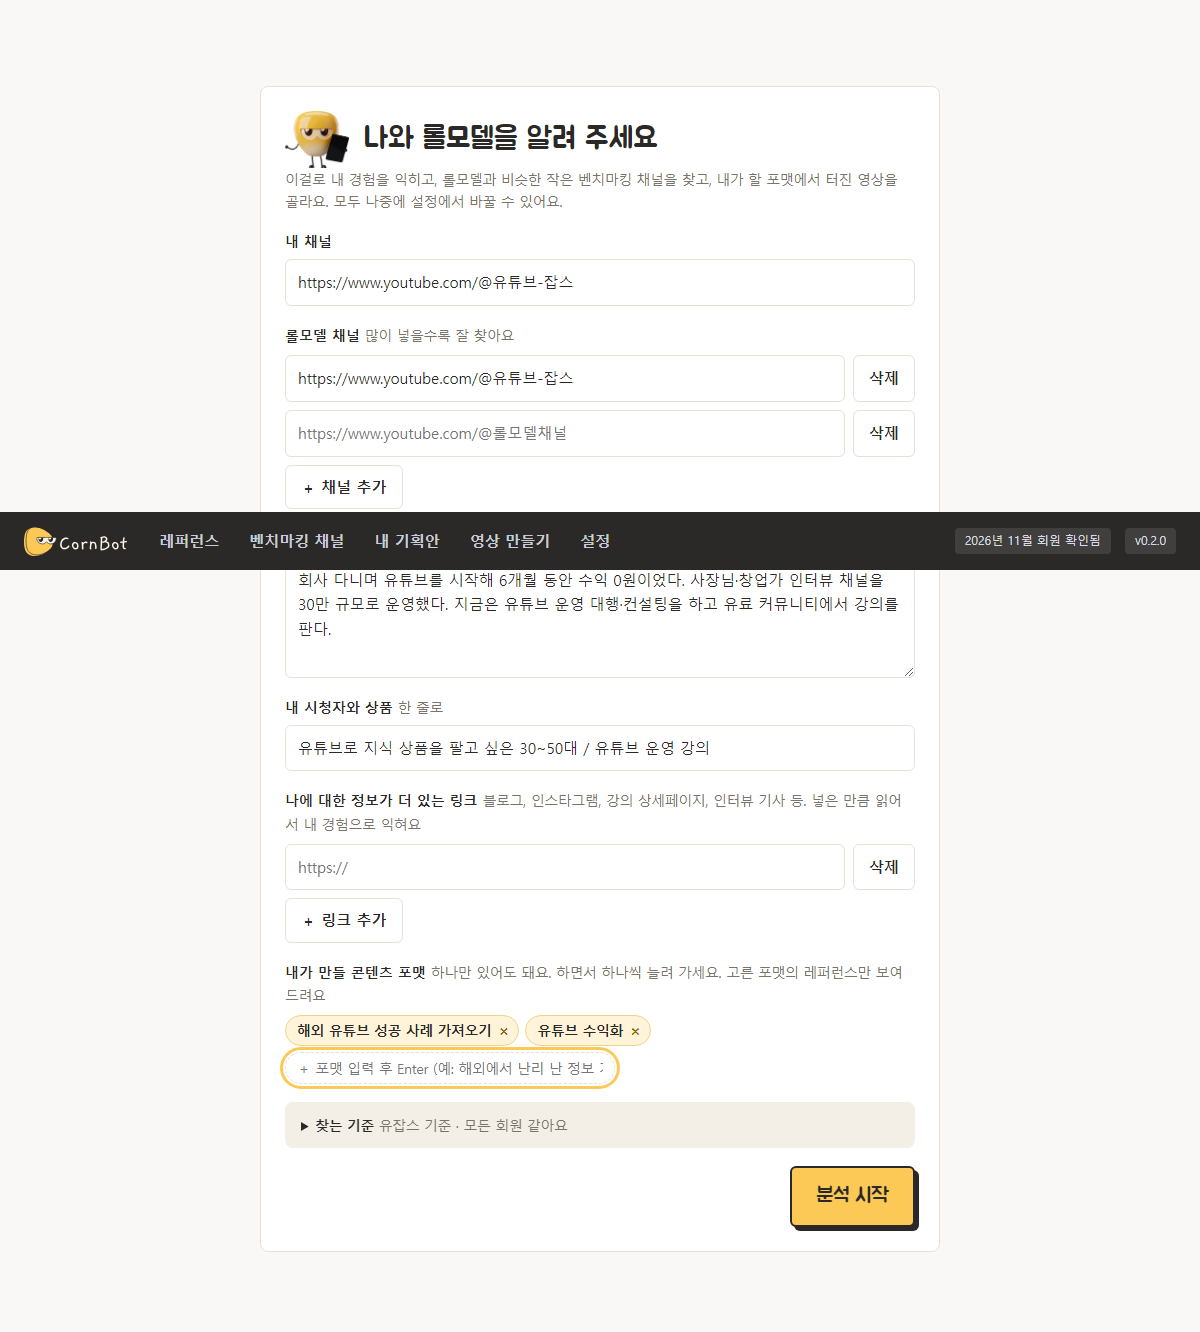 나와 롤모델을 알려 주세요
이걸로 내 경험을 익히고, 롤모델과 비슷한 작은 벤치마킹 채널을 찾고, 내가 할 포맷에서 터진 영상을
골라요. 모두 나중에 설정에서 바꿀 수 있어요.
내 채널
https://www.youtube.com/@유튜브-잡스
롤모델 채널 많이 넣을수록 잘 찾아요
https://www.youtube.com/@유튜브-잡스 삭제
https://www.youtube.com/@롤모델채널 삭제
+ 채널 추가
CornBot 레퍼런스 벤치마킹 채널 내 기획안 영상 만들기 설정 2026년 11월 회원 확인됨 v0.2.0
회사 다니며 유튜브를 시작해 6개월 동안 수익 0원이었다. 사장님·창업가 인터뷰 채널을
30만 규모로 운영했다. 지금은 유튜브 운영 대행·컨설팅을 하고 유료 커뮤니티에서 강의를
판다.
내 시청자와 상품 한 줄로
유튜브로 지식 상품을 팔고 싶은 30~50대 / 유튜브 운영 강의
나에 대한 정보가 더 있는 링크 블로그, 인스타그램, 강의 상세페이지, 인터뷰 기사 등. 넣은 만큼 읽어
서 내 경험으로 익혀요
https:// 삭제
+ 링크 추가
내가 만들 콘텐츠 포맷 하나만 있어도 돼요. 하면서 하나씩 늘려 가세요. 고른 포맷의 레퍼런스만 보여
드려요
해외 유튜브 성공 사례 가져오기 × 유튜브 수익화 ×
+ 포맷 입력 후 Enter (예: 해외에서 난리 난 정보
▶ 찾는 기준 유잡스 기준 · 모든 회원 같아요
분석 시작